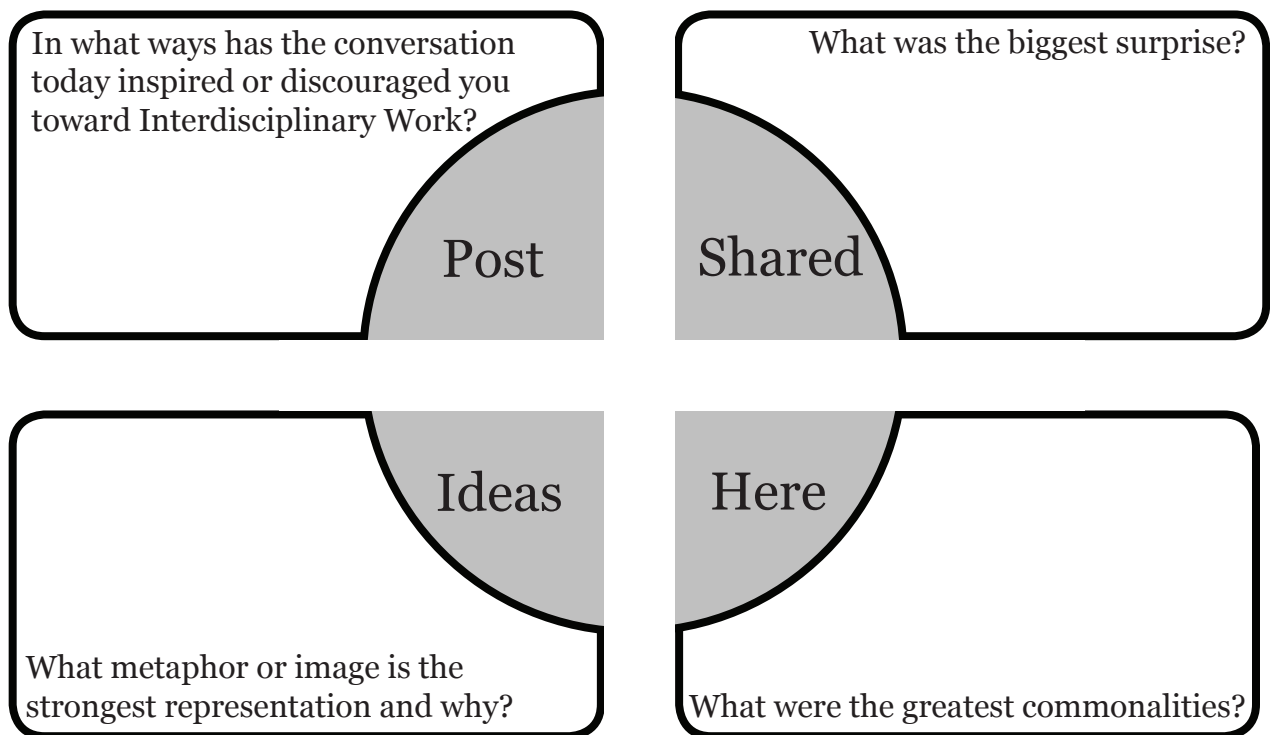 In what ways has the conversation
today inspired or discouraged you
toward Interdisciplinary Work?
What was the biggest surprise?
Post
Shared
Ideas
Here
What metaphor or image is the
strongest representation and why?
What were the greatest commonalities?